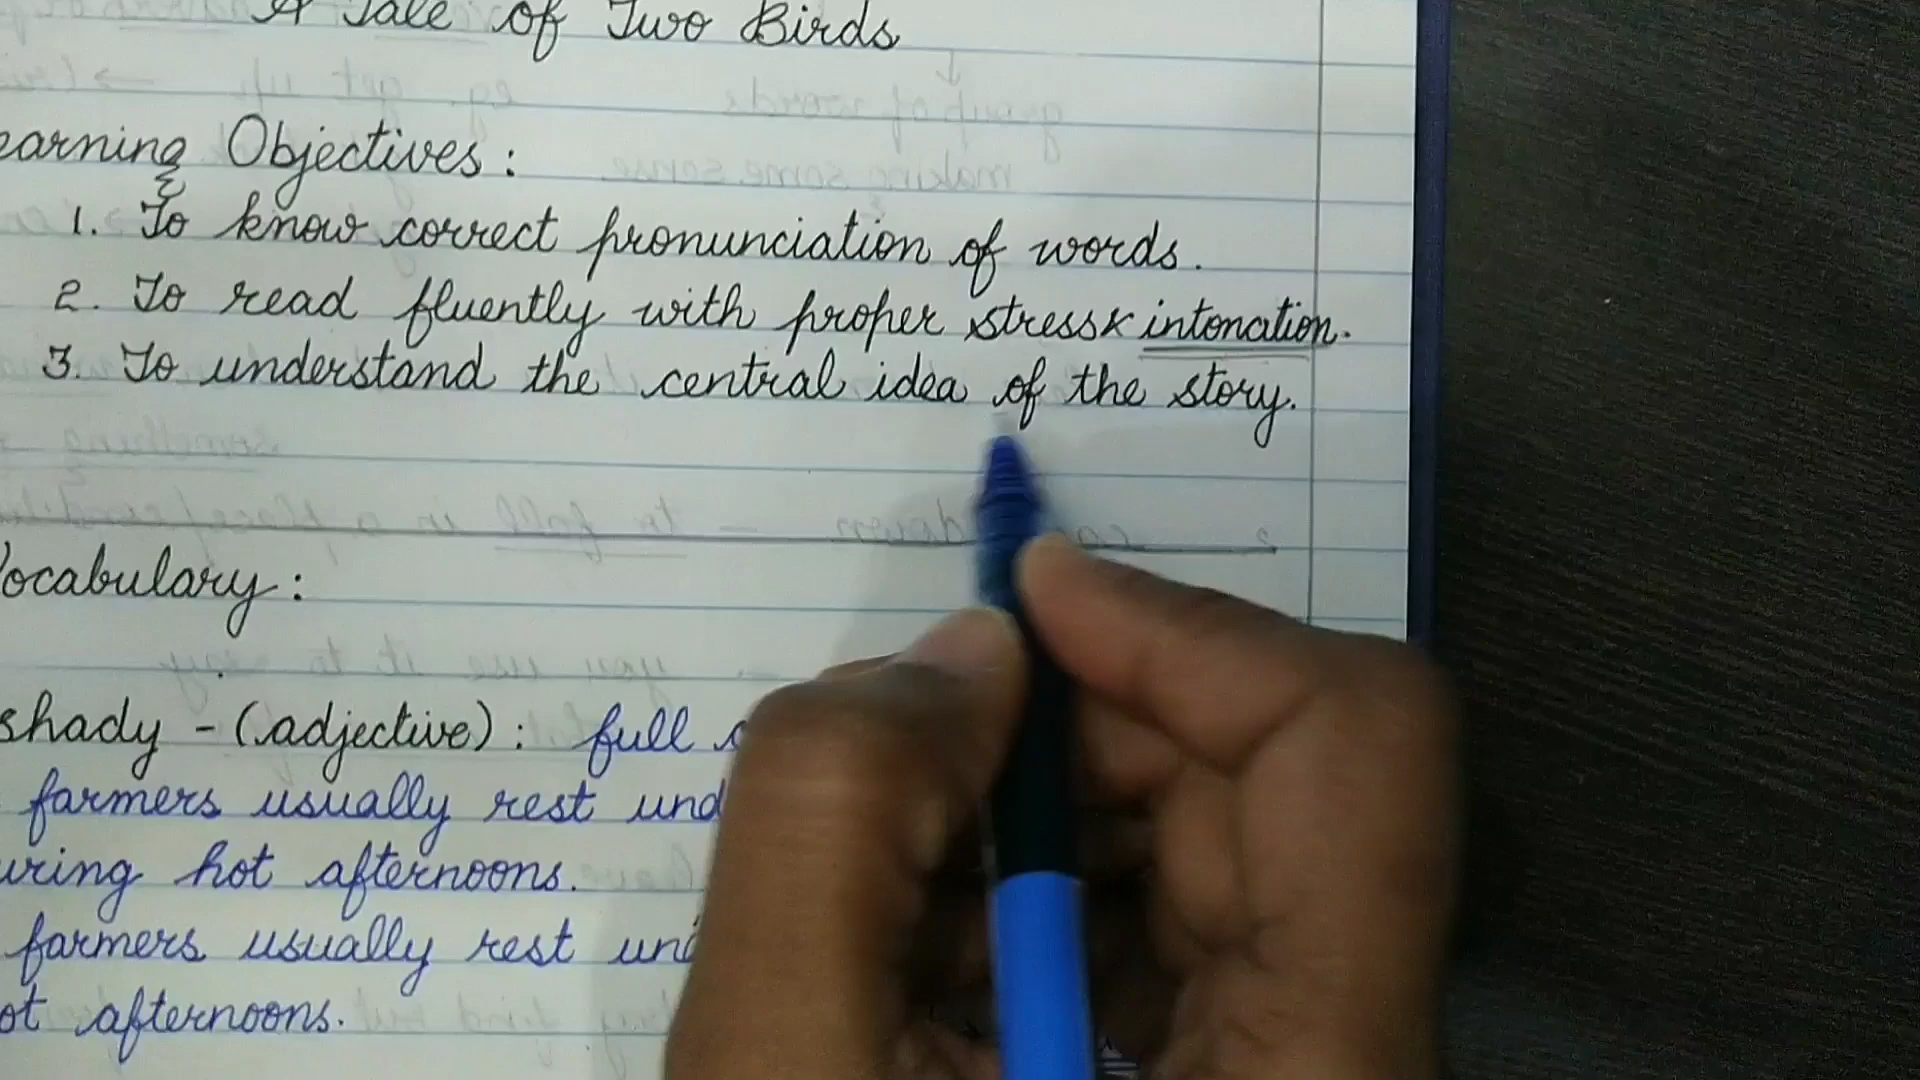 A Tale of Two Birds
earning Objectives:
1. To know correct pronunciation of words.
2. To read fluently with proper stress & intonation.
3. To understand the central idea of the story.
ocabulary:
shady - (adjective): full
farmers usually rest und
uring hot afternoons.
farmers usually rest und
ot afternoons.